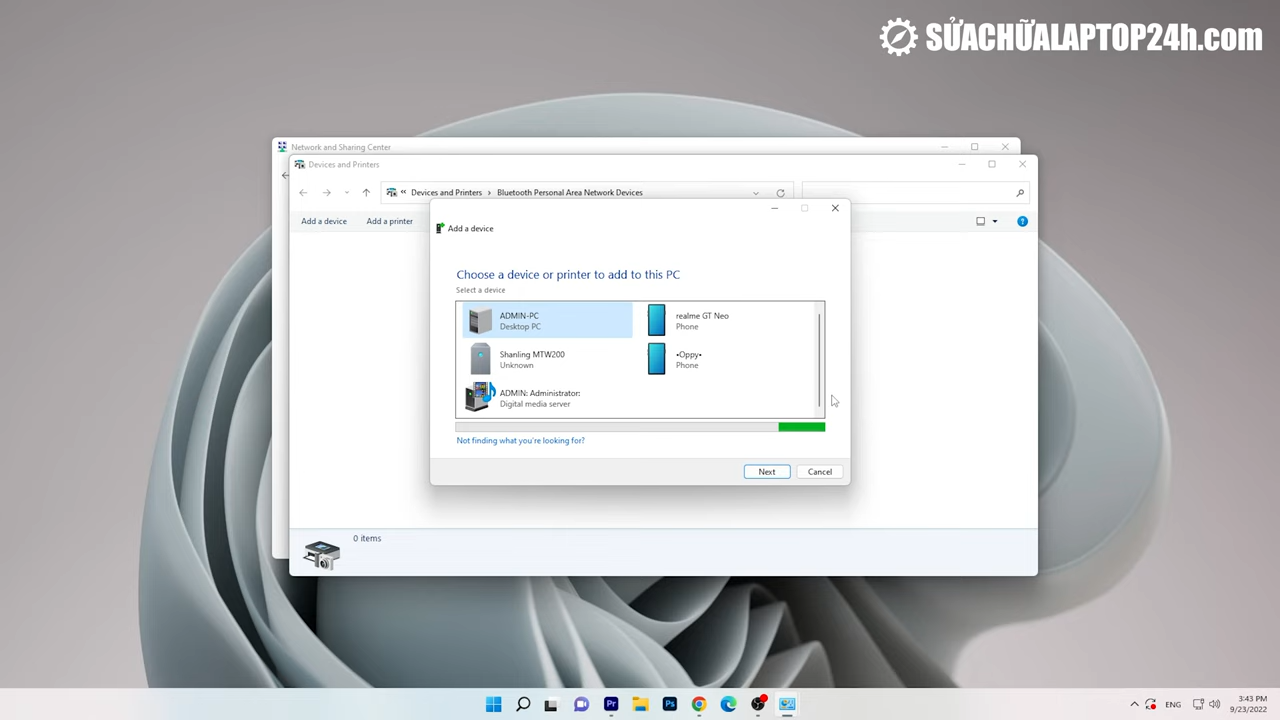 SỬACHỮALAPTOP24h.com
Network and Sharing Center
Devices and Printers
« Devices and Printers › Bluetooth Personal Area Network Devices
Add a device
Add a printer
Add a device
Choose a device or printer to add to this PC
Select a device
ADMIN-PC
Desktop PC
realme GT Neo
Phone
Shanling MTW200
Unknown
•Oppy•
Phone
ADMIN: Administrator:
Digital media server
Not finding what you're looking for?
Next
Cancel
0 items
Pr
Ps
ENG
3:43 PM
9/23/2022